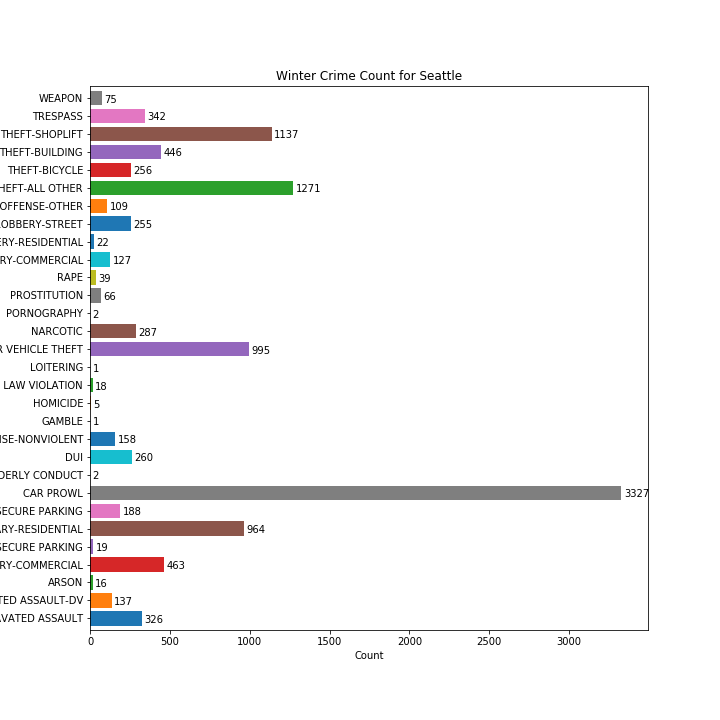 Winter Crime Count for Seattle
WEAPON 75
TRESPASS 342
THEFT-SHOPLIFT 1137
THEFT-BUILDING 446
THEFT-BICYCLE 256
HEFT-ALL OTHER 1271
OFFENSE-OTHER 109
OBBERY-STREET 255
ERY-RESIDENTIAL 22
RY-COMMERCIAL 127
RAPE 39
PROSTITUTION 66
PORNOGRAPHY 2
NARCOTIC 287
R VEHICLE THEFT 995
LOITERING 1
LAW VIOLATION 18
HOMICIDE 5
GAMBLE 1
NSE-NONVIOLENT 158
DUI 260
DERLY CONDUCT 2
CAR PROWL 3327
SECURE PARKING 188
ARY-RESIDENTIAL 964
SECURE PARKING 19
RY-COMMERCIAL 463
ARSON 16
TED ASSAULT-DV 137
VATED ASSAULT 326
0 500 1000 1500 2000 2500 3000
Count